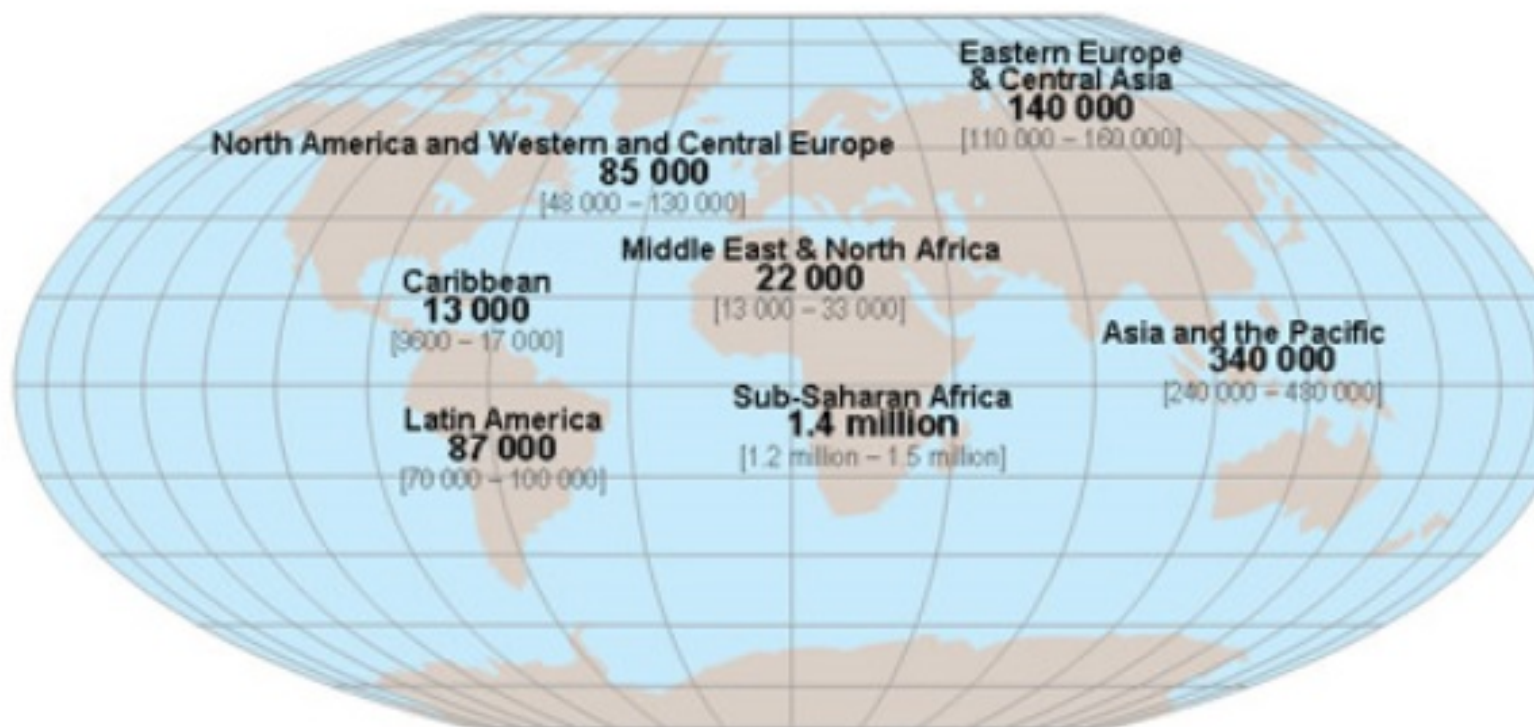 Eastern Europe
& Central Asia
140 000
[110 000 – 160 000]
North America and Western and Central Europe
85 000
[48 000 – 130 000]
Middle East & North Africa
22 000
[13 000 – 33 000]
Caribbean
13 000
[9600 – 17 000]
Asia and the Pacific
340 000
[240 000 – 480 000]
Sub-Saharan Africa
1.4 million
[1.2 million – 1.5 million]
Latin America
87 000
[70 000 – 100 000]